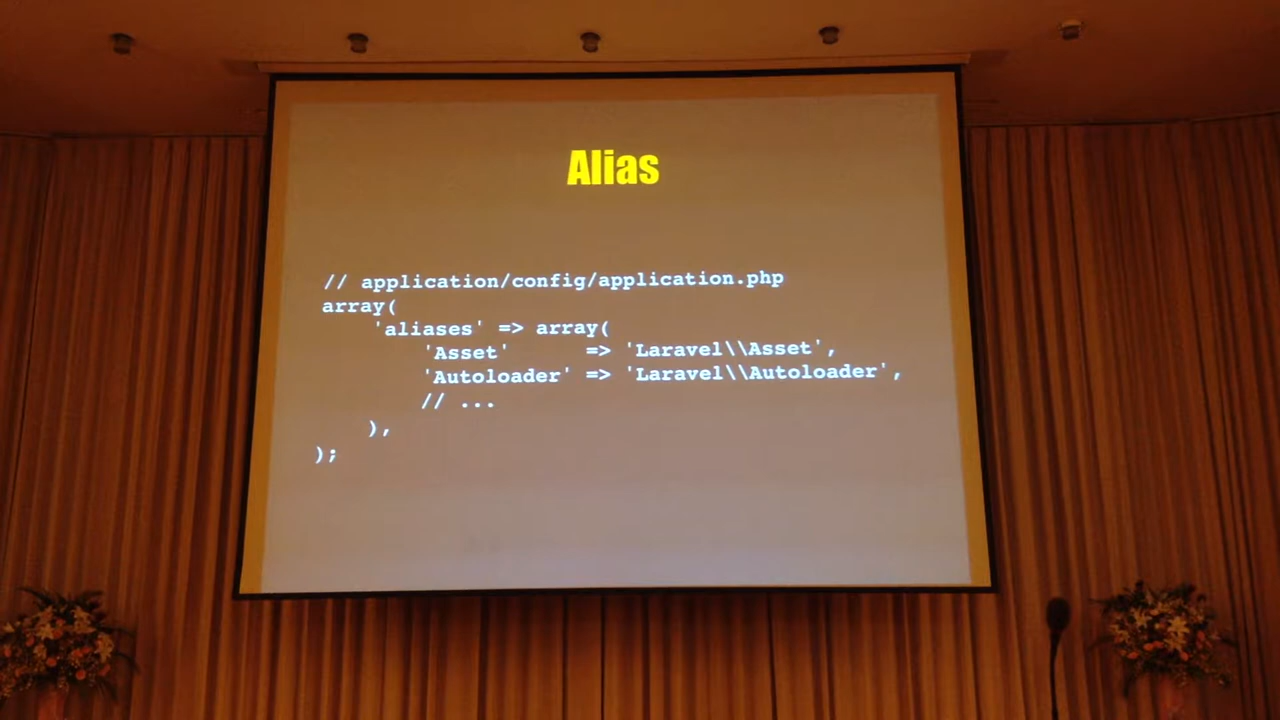 Alias
// application/config/application.php
array(
    'aliases' => array(
        'Asset'      => 'Laravel\\Asset',
        'Autoloader' => 'Laravel\\Autoloader',
        // ...
    ),
);